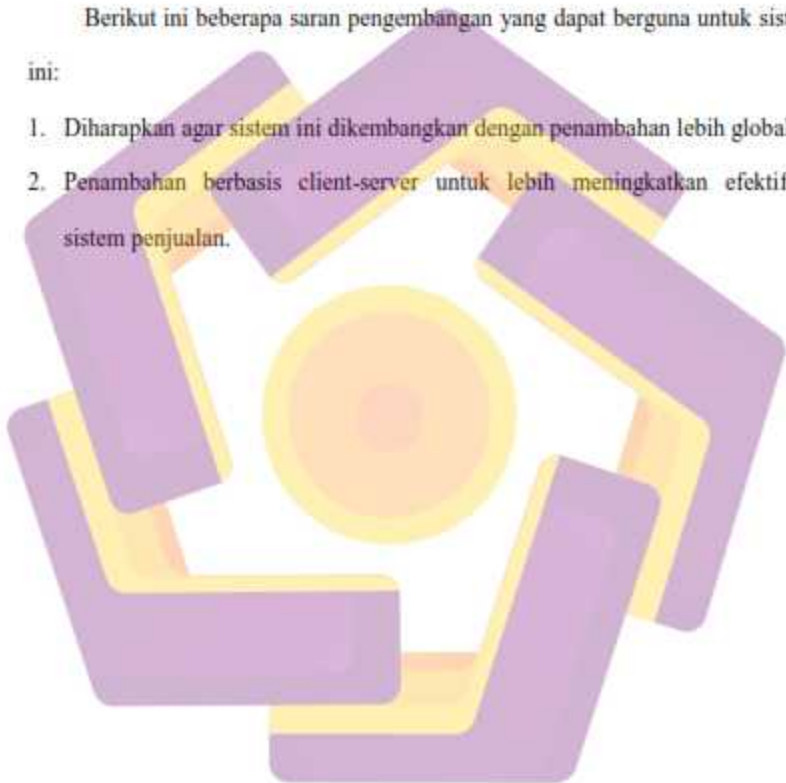 Berikut ini beberapa saran pengembangan yang dapat berguna untuk sis
ini:
1. Diharapkan agar sistem ini dikembangkan dengan penambahan lebih global
2. Penambahan berbasis client-server untuk lebih meningkatkan efektif
sistem penjualan.